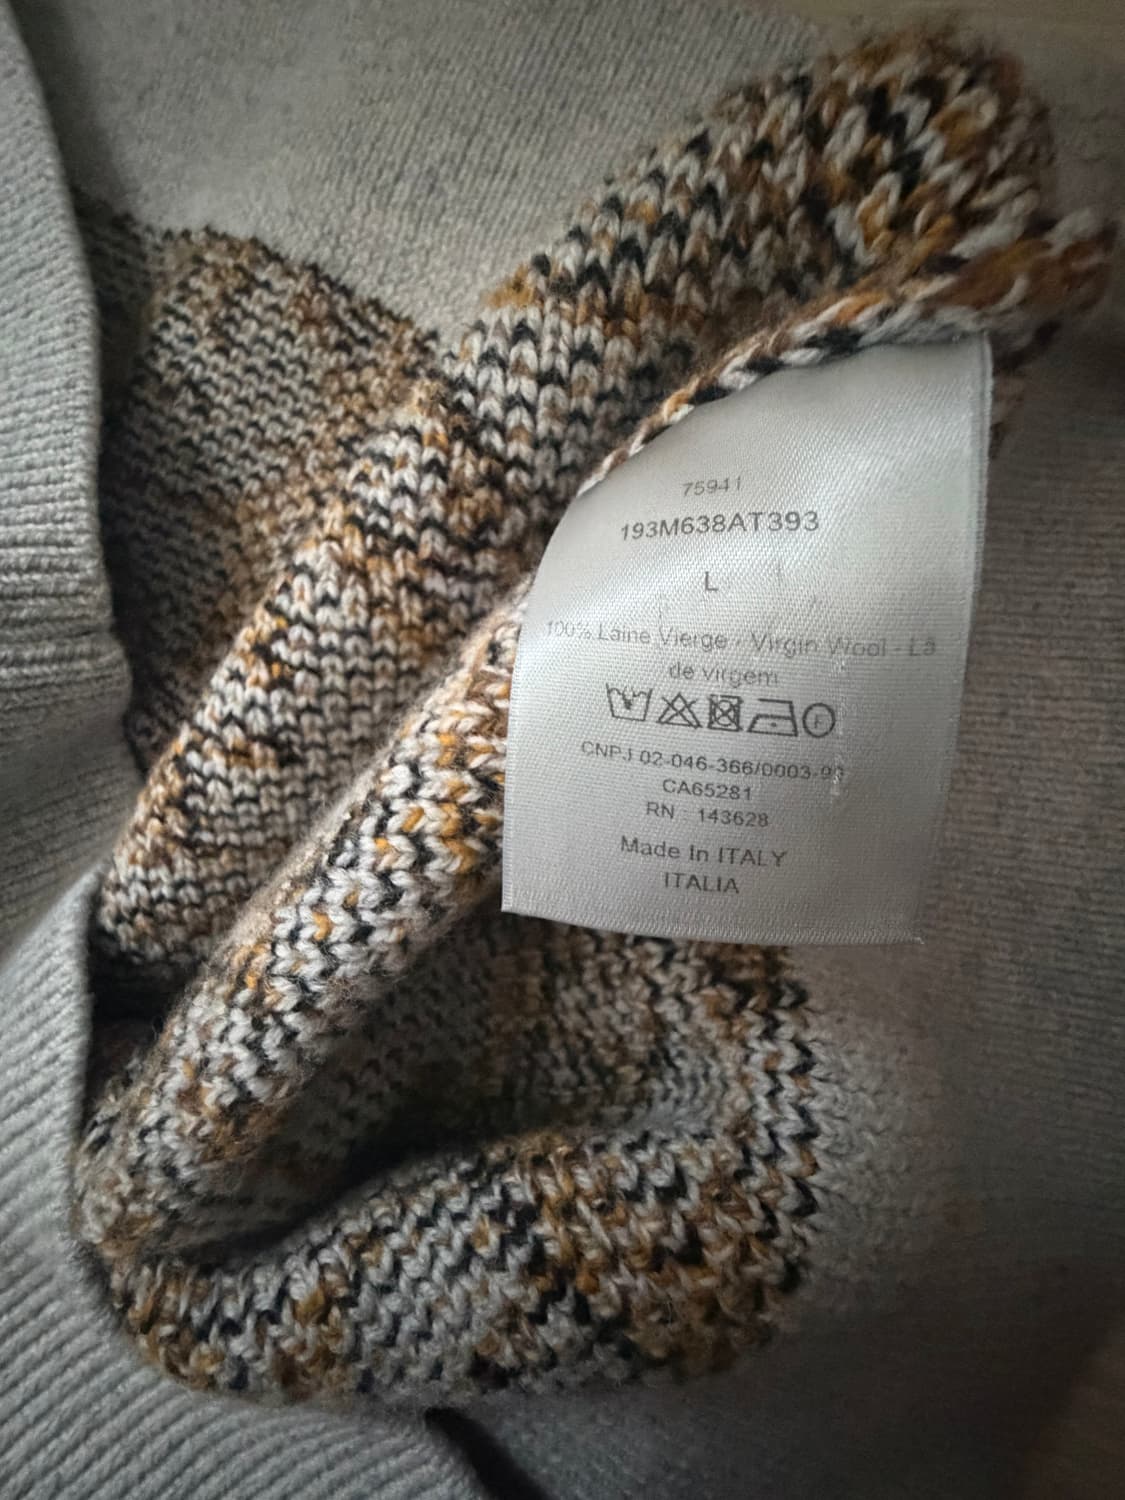 75941
193M638AT393
L
100% Laine Vierge - Virgin Wool - Lã
de virgem
CNPJ 02-046-366/0003-90
CA65281
RN 143628
Made In ITALY
ITALIA